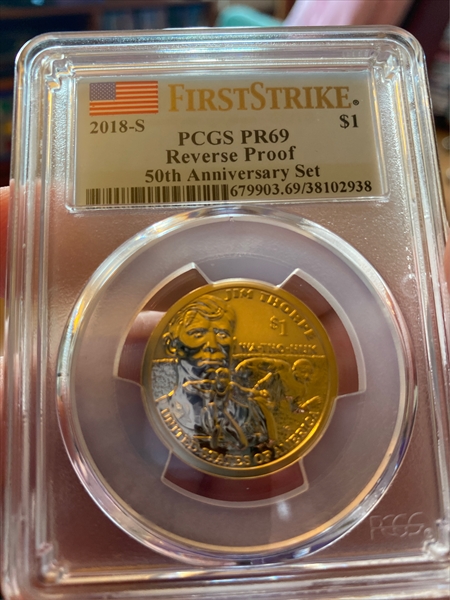 FIRSTSTRIKE®
2018-S $1
PCGS PR69
Reverse Proof
50th Anniversary Set
679903.69/38102938
JIM THORPE
$1
WA-THO-HUK
UNITED STATES OF AMERICA
PCGS